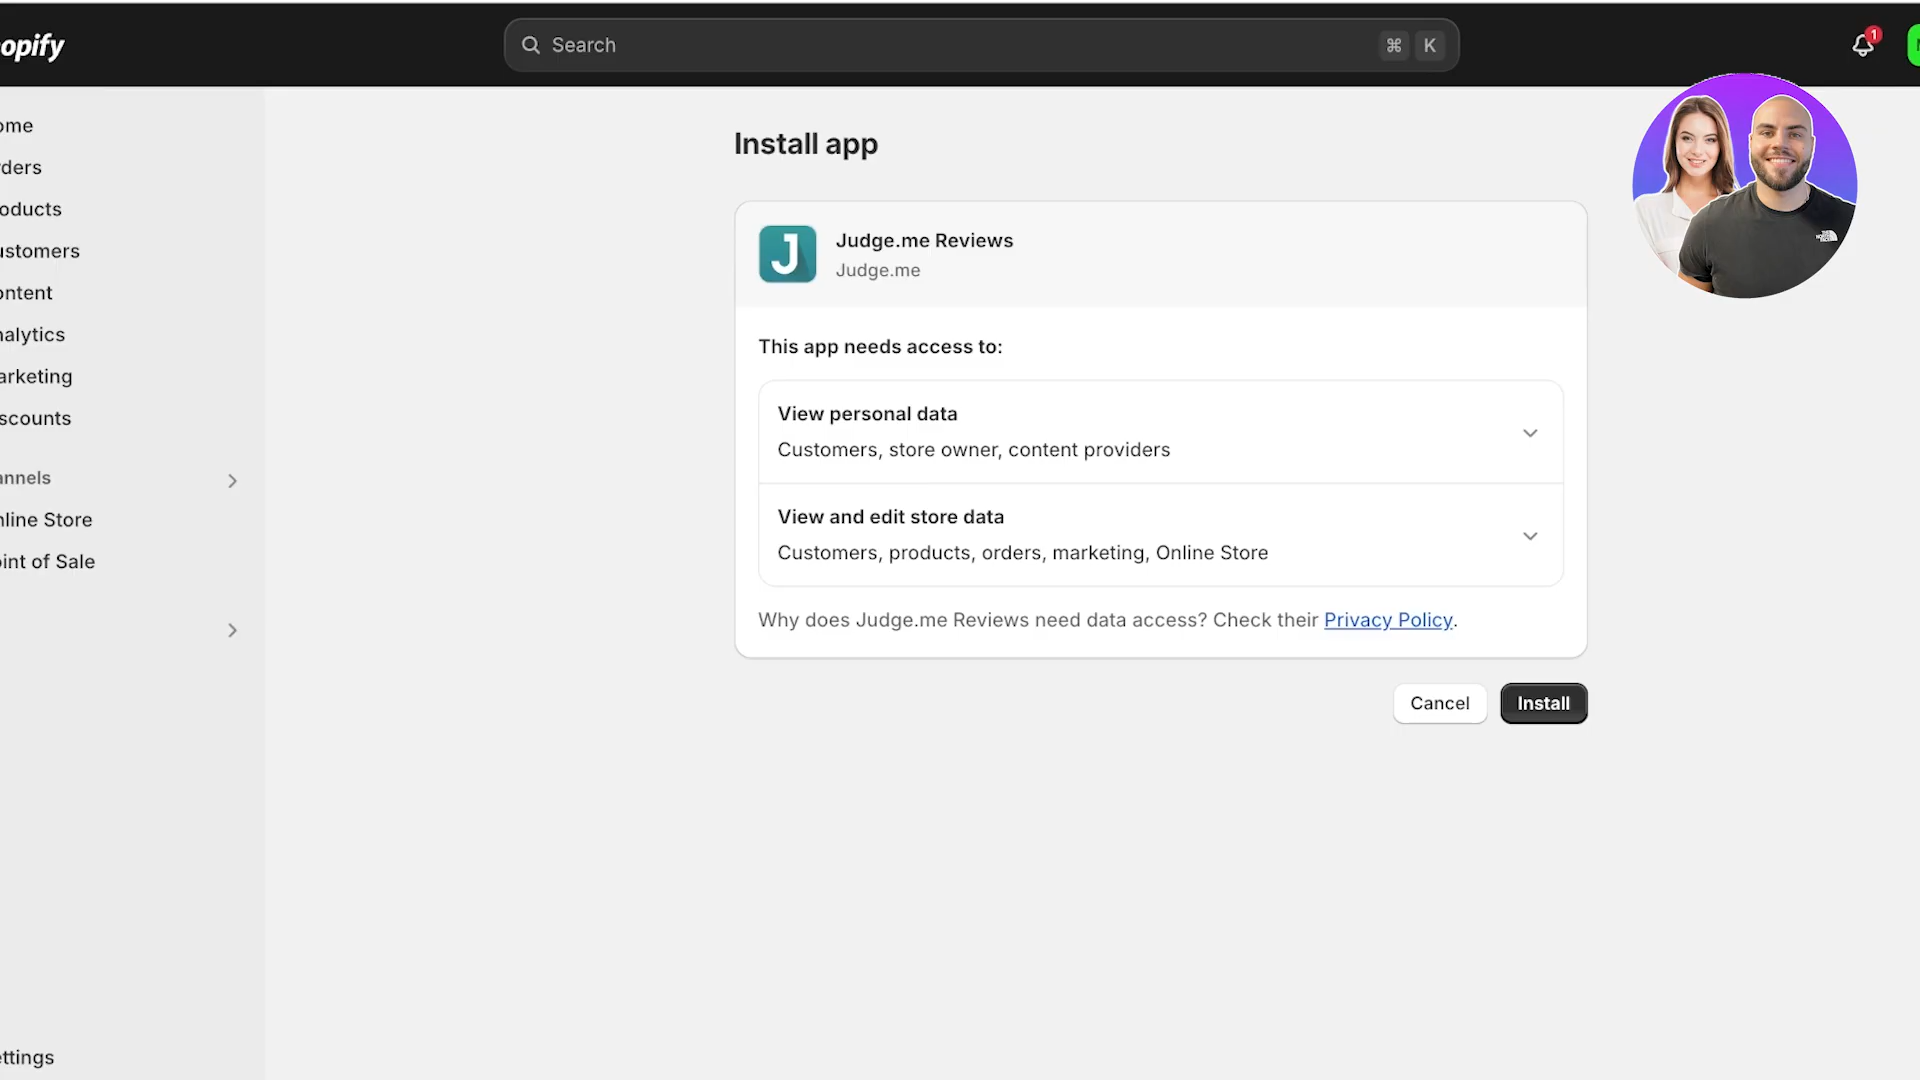 opify
Search
⌘ K
1
ome
ders
oducts
ustomers
ontent
nalytics
arketing
scounts
annels
nline Store
oint of Sale
ettings
Install app
Judge.me Reviews
Judge.me
This app needs access to:
View personal data
Customers, store owner, content providers
View and edit store data
Customers, products, orders, marketing, Online Store
Why does Judge.me Reviews need data access? Check their Privacy Policy.
Cancel
Install